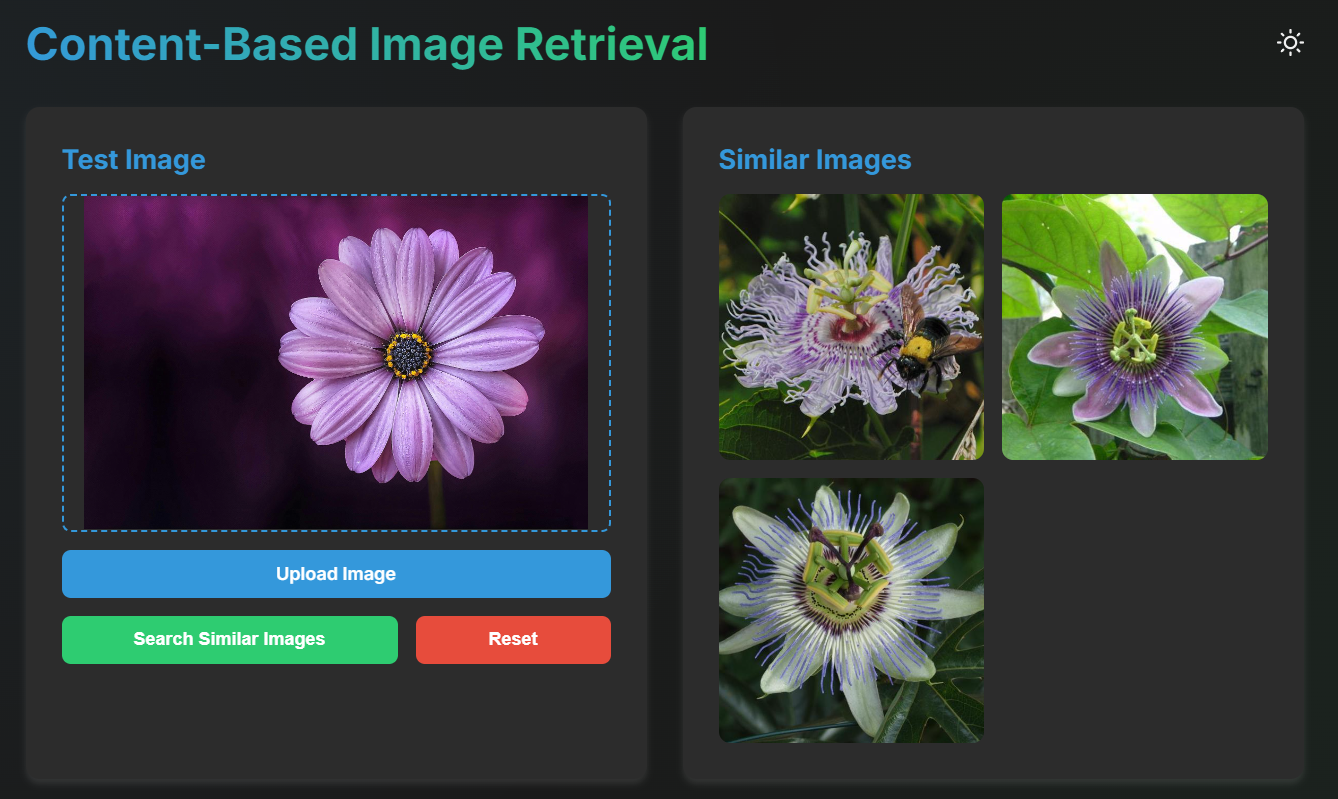 Content-Based Image Retrieval
Test Image
Upload Image
Search Similar Images
Reset
Similar Images